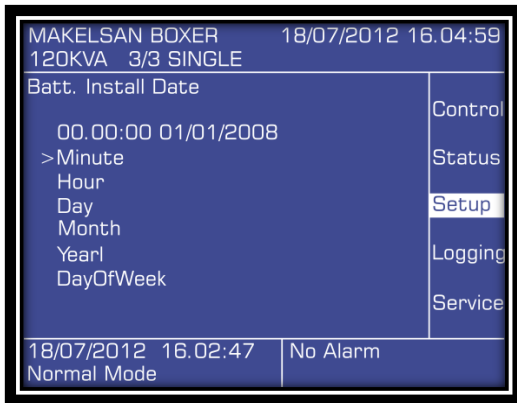 MAKELSAN BOXER 18/07/2012 16.04:59
120KVA 3/3 SINGLE
Batt. Install Date
00.00:00 01/01/2008
>Minute
Hour
Day
Month
Yearl
DayOfWeek
Control
Status
Setup
Logging
Service
18/07/2012 16.02:47
Normal Mode
No Alarm